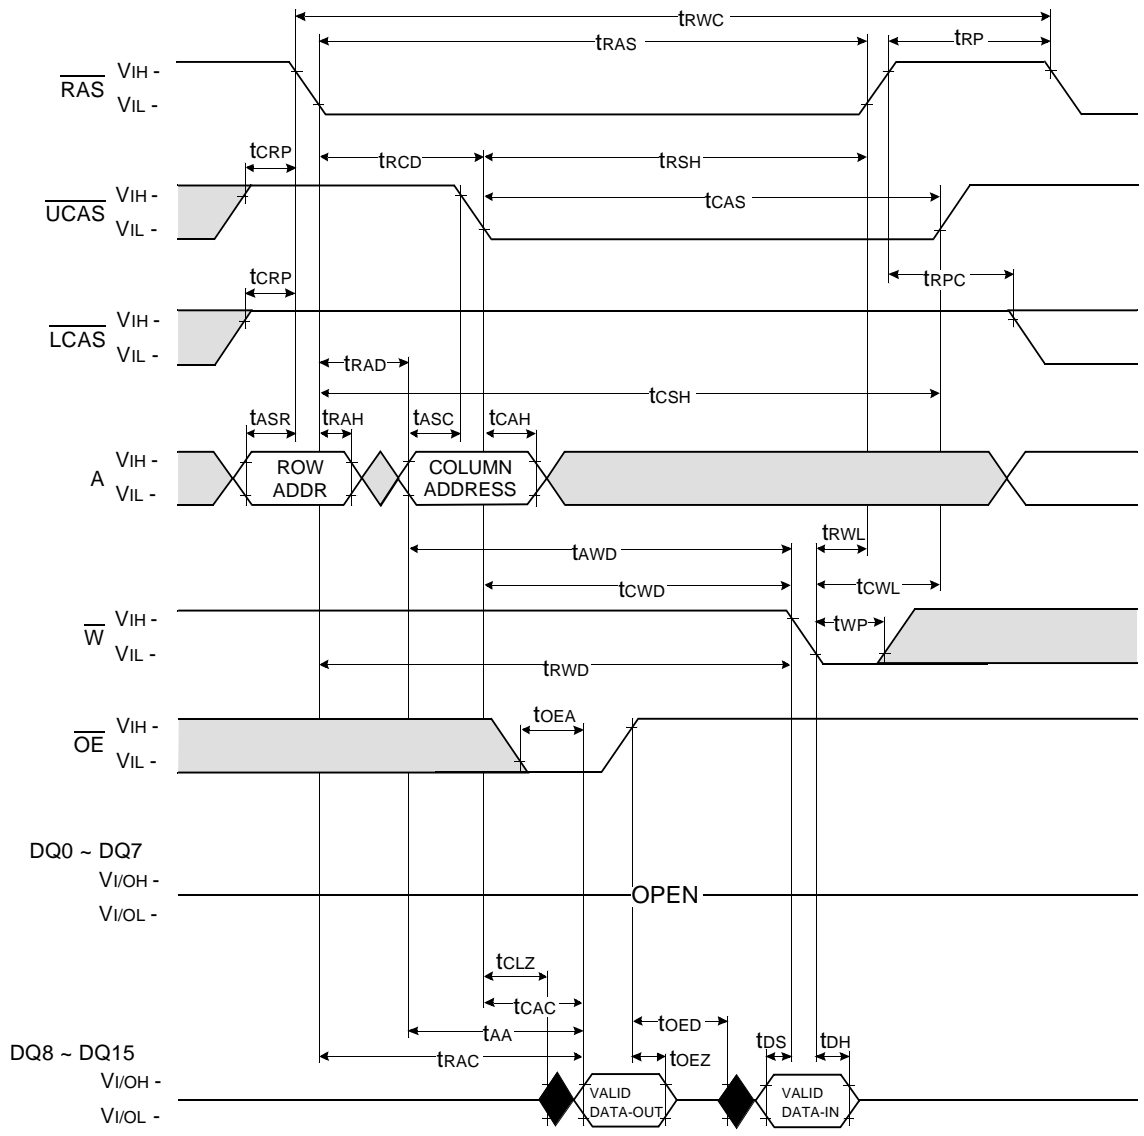 tRWC
tRAS
tRP
RAS
VIH -
VIL -
tCRP
tRCD
tRSH
UCAS
VIH -
VIL -
tCAS
tCRP
tRPC
LCAS
VIH -
VIL -
tRAD
tCSH
tASR
tRAH
tASC
tCAH
A
VIH -
VIL -
ROW
ADDR
COLUMN
ADDRESS
tAWD
tRWL
tCWD
tCWL
W
VIH -
VIL -
tWP
tRWD
OE
VIH -
VIL -
tOEA
DQ0 ~ DQ7
VI/OH -
VI/OL -
OPEN
tCLZ
tCAC
tAA
tRAC
tOED
tOEZ
tDS
tDH
DQ8 ~ DQ15
VI/OH -
VI/OL -
VALID
DATA-OUT
VALID
DATA-IN